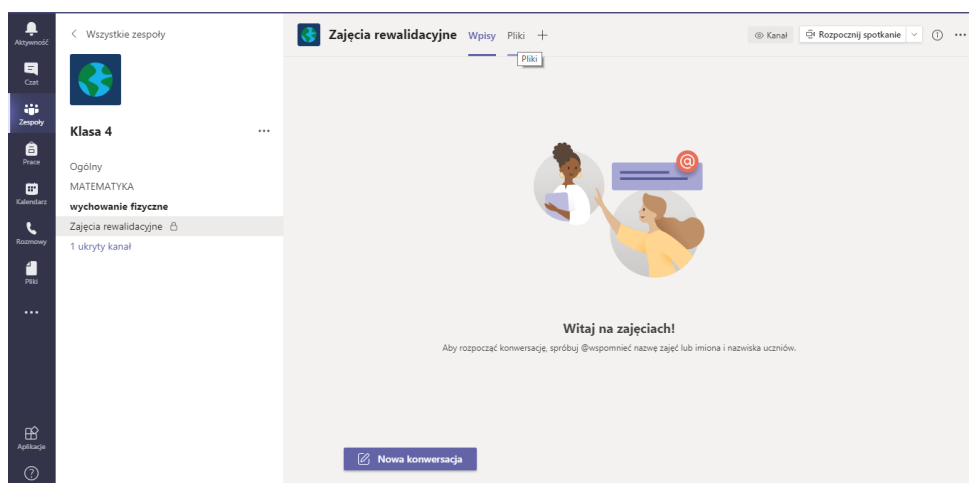 Aktywność
Czat
Zespoły
Prace
Kalendarz
Rozmowy
Pliki
Aplikacje
Wszystkie zespoły
Klasa 4
Ogólny
MATEMATYKA
wychowanie fizyczne
Zajęcia rewalidacyjne
1 ukryty kanał
Zajęcia rewalidacyjne Wpisy Pliki
Pliki
Kanał Rozpocznij spotkanie
Witaj na zajęciach!
Aby rozpocząć konwersację, spróbuj @wspomnieć nazwę zajęć lub imiona i nazwiska uczniów.
Nowa konwersacja